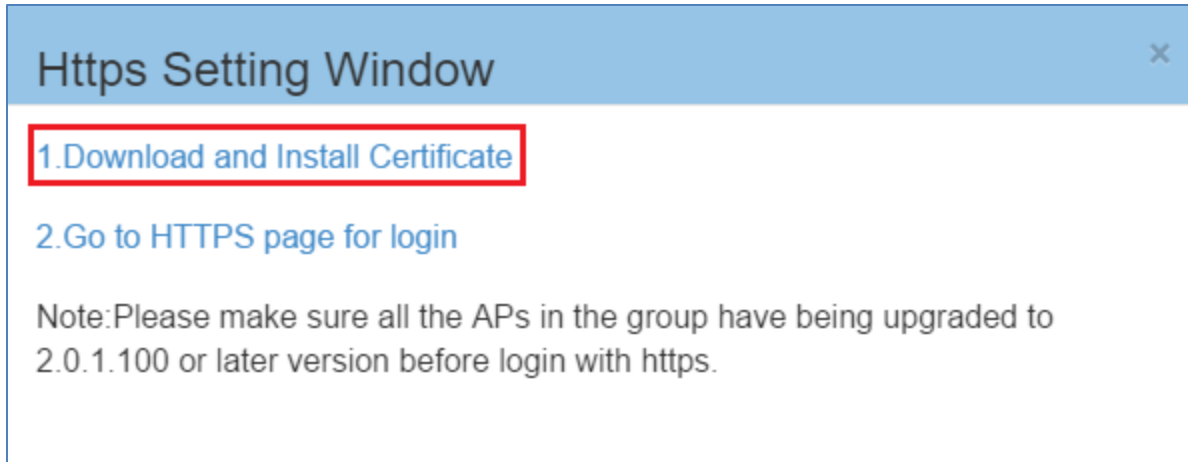 Https Setting Window
×
1.Download and Install Certificate
2.Go to HTTPS page for login
Note:Please make sure all the APs in the group have being upgraded to
2.0.1.100 or later version before login with https.